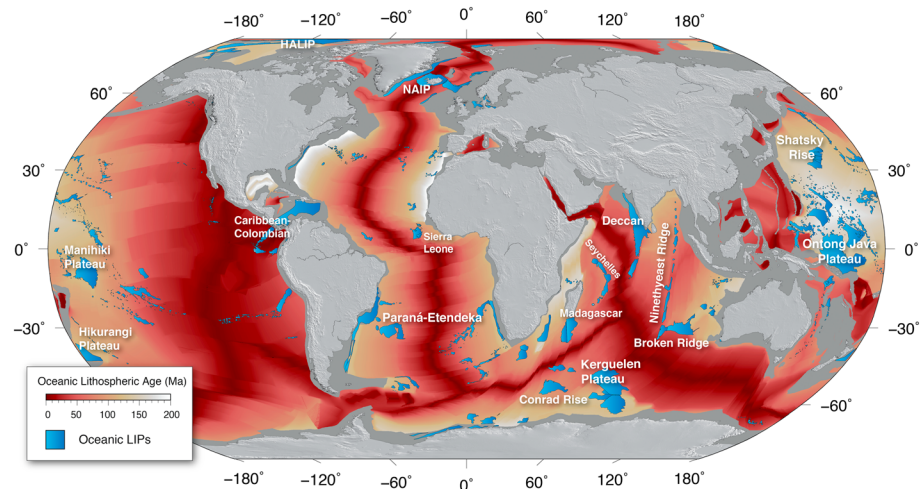 −180° −120° −60° 0° 60° 120° 180°
HALIP
NAIP
60° 60°
Shatsky
Rise
30° 30°
Caribbean-
Colombian
Sierra
Leone
Deccan
0° 0°
Manihiki
Plateau
Seychelles
Ninethyeast Ridge
Ontong Java
Plateau
Paraná-Etendeka
Madagascar
−30° −30°
Hikurangi
Plateau
Broken Ridge
Kerguelen
Plateau
Conrad Rise
−60°
Oceanic Lithospheric Age (Ma)
0 50 100 150 200
Oceanic LIPs
−180° −120° −60° 0° 60° 120° 180°